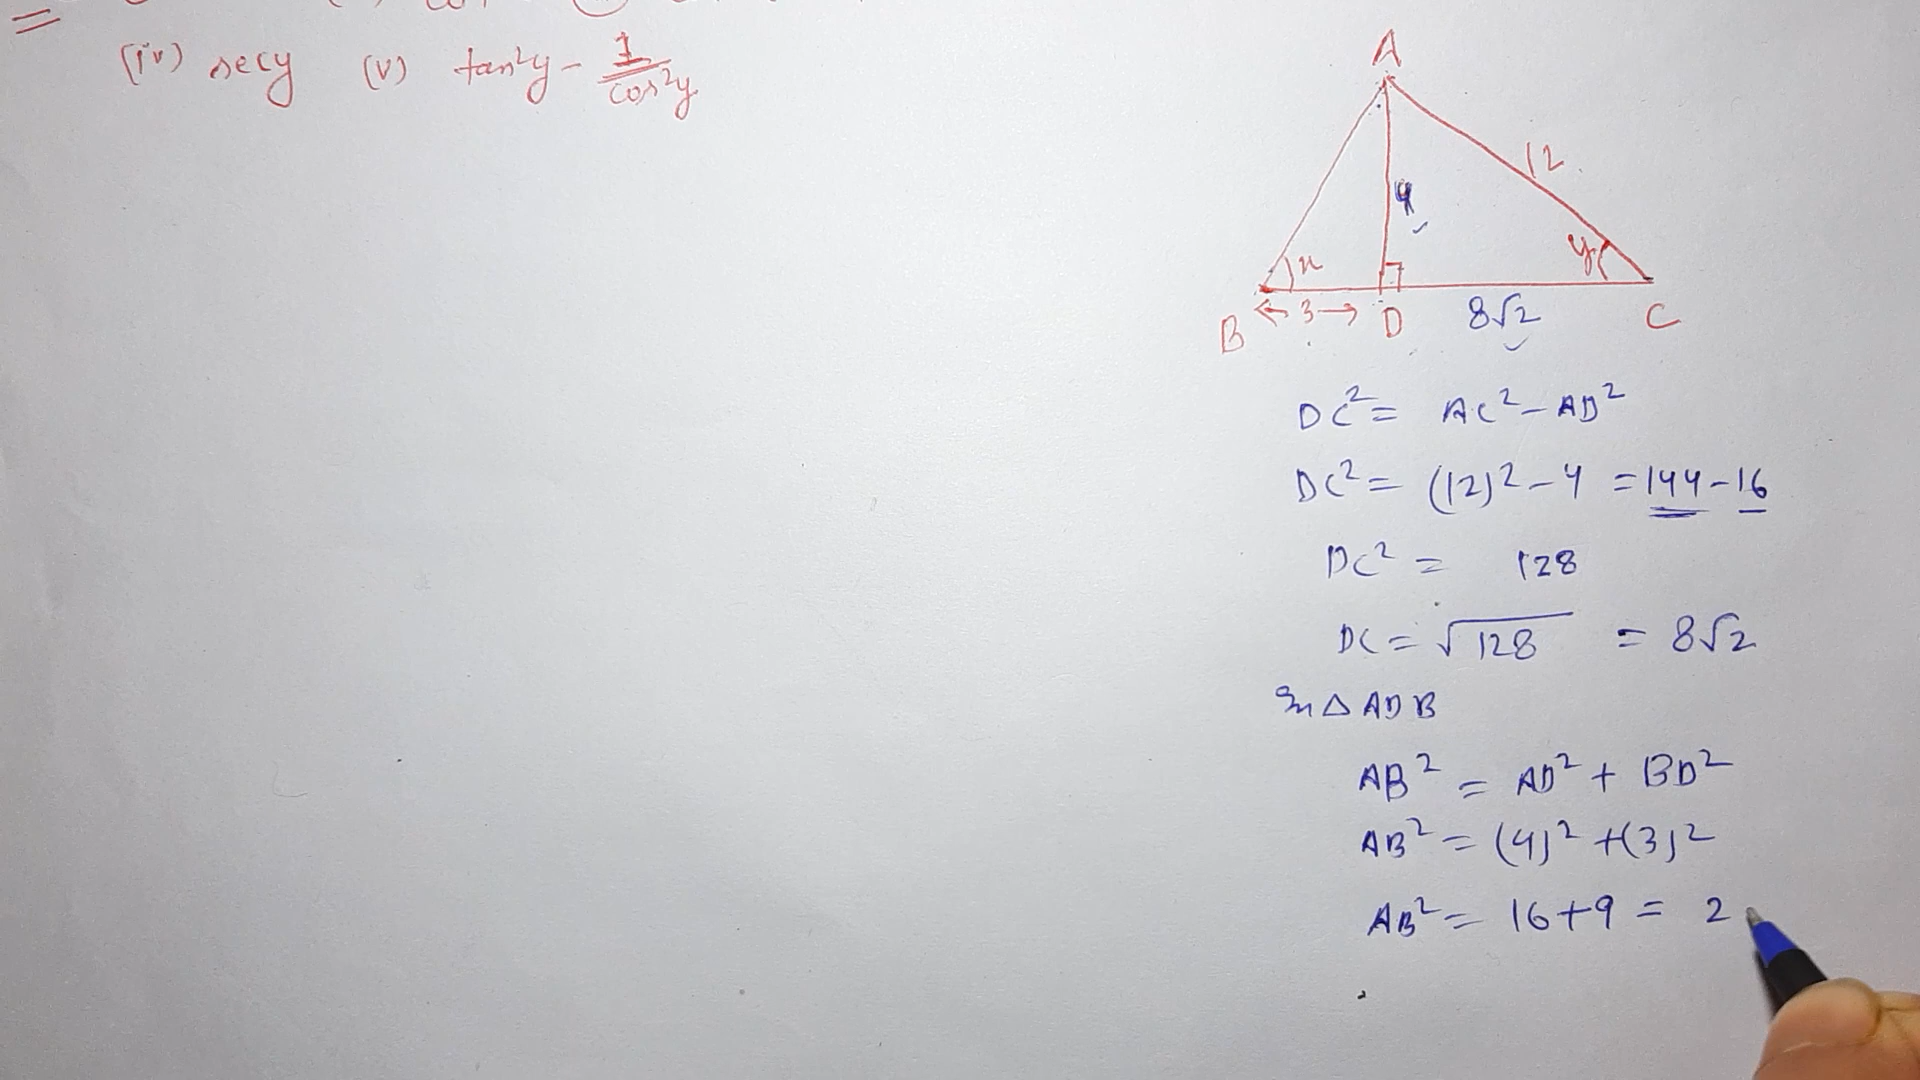 =
(iv) secy (v) tan²y - 1/cos²y
A
12
4
x
y
B
3
D
8√2
C
DC² = AC² - AD²
DC² = (12)² - 4 = 144 - 16
DC² = 128
DC = √128 = 8√2
In △ ADB
AB² = AD² + BD²
AB² = (4)² + (3)²
AB² = 16 + 9 = 2